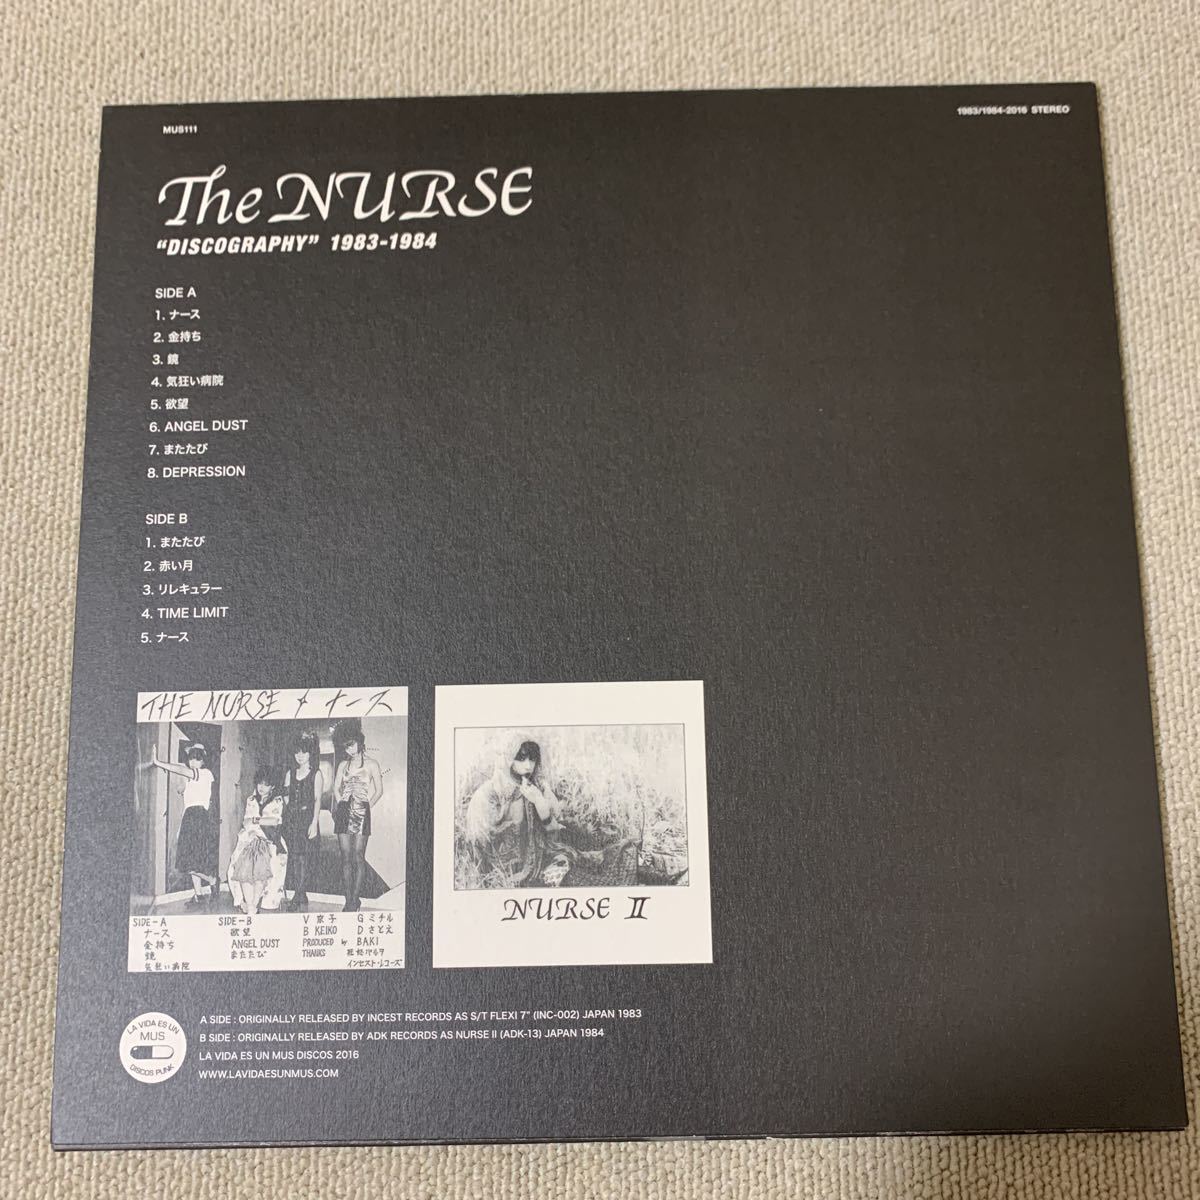 MUS111
1983/1984-2016 STEREO
The NURSE
“DISCOGRAPHY” 1983-1984
SIDE A
1. ナース
2. 金持ち
3. 鏡
4. 気狂い病院
5. 欲望
6. ANGEL DUST
7. またたび
8. DEPRESSION
SIDE B
1. またたび
2. 赤い月
3. リレキュラー
4. TIME LIMIT
5. ナース
THE NURSE ナース
SIDE-A
ナース
金持ち
鏡
気狂い病院
SIDE-B
欲望
ANGEL DUST
またたび
V 京子 G ミチル
B KEIKO D さとえ
PRODUCED by BAKI
THANKS
インセスト・レコーズ
NURSE II
LA VIDA ES UN
MUS
DISCOS PUNK
A SIDE : ORIGINALLY RELEASED BY INCEST RECORDS AS S/T FLEXI 7" (INC-002) JAPAN 1983
B SIDE : ORIGINALLY RELEASED BY ADK RECORDS AS NURSE II (ADK-13) JAPAN 1984
LA VIDA ES UN MUS DISCOS 2016
WWW.LAVIDAESUNMUS.COM